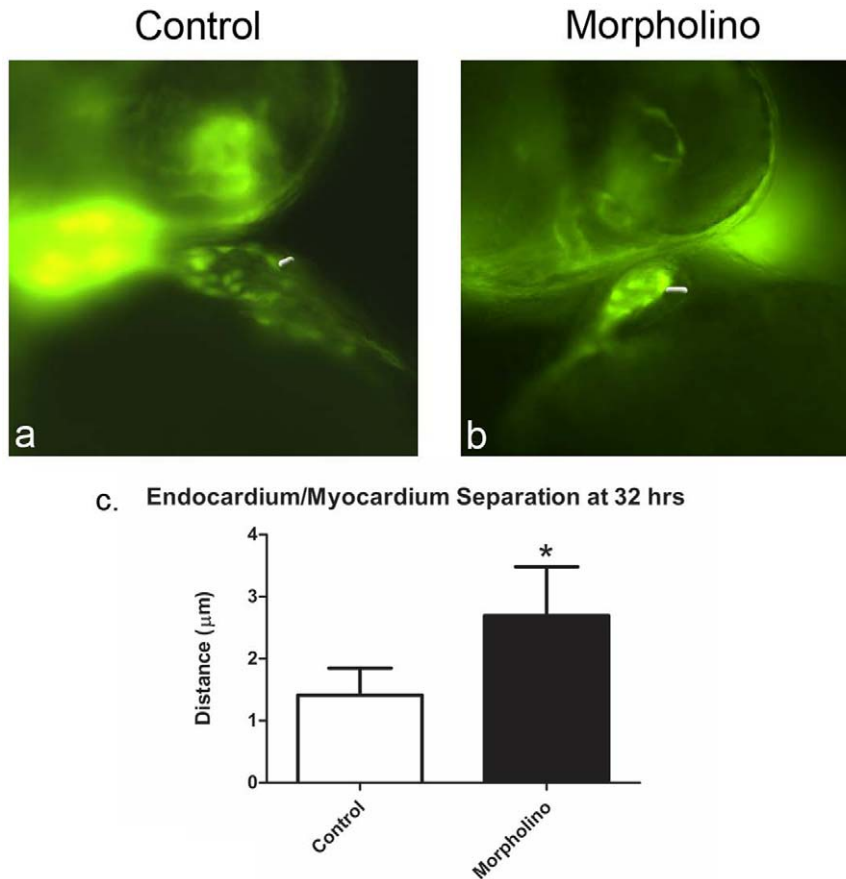 Control
Morpholino
a
b
c. Endocardium/Myocardium Separation at 32 hrs
Distance (μm)
4
3
2
1
0
*
Control
Morpholino